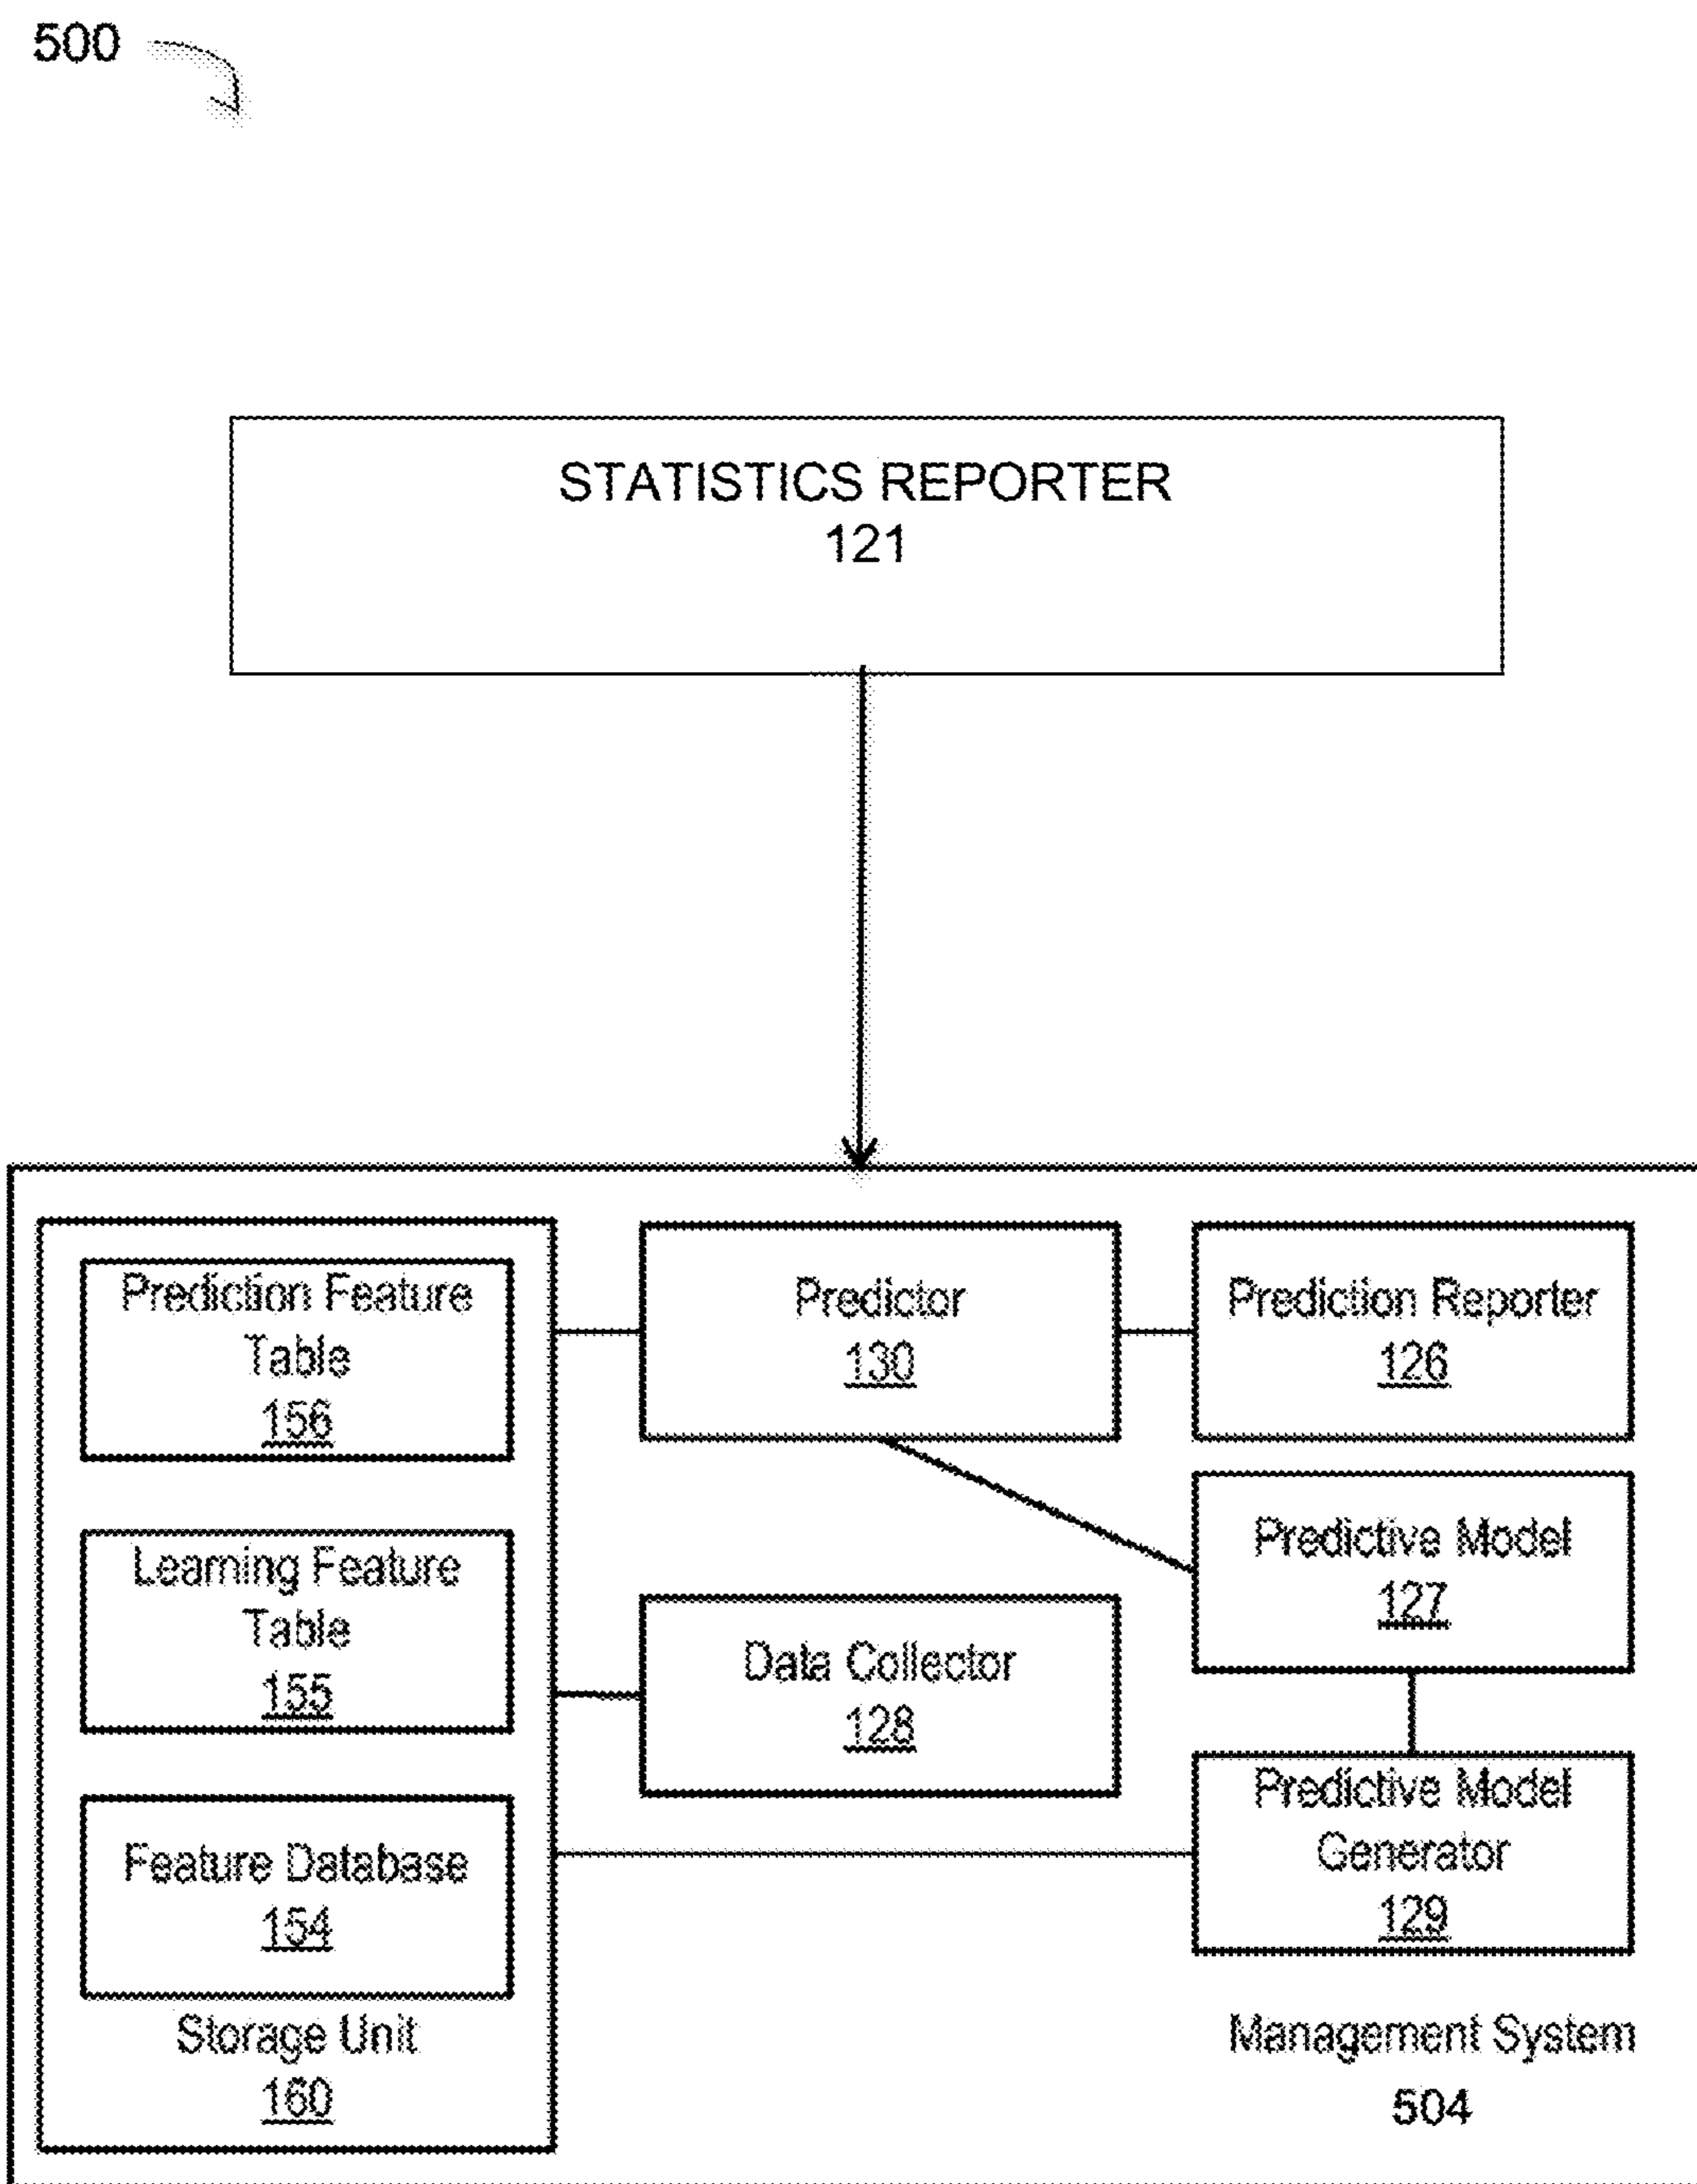 500
STATISTICS REPORTER
121
Prediction Feature
Table
156
Learning Feature
Table
155
Feature Database
154
Storage Unit
160
Predictor
130
Data Collector
128
Prediction Reporter
126
Predictive Model
127
Predictive Model
Generator
129
Management System
504